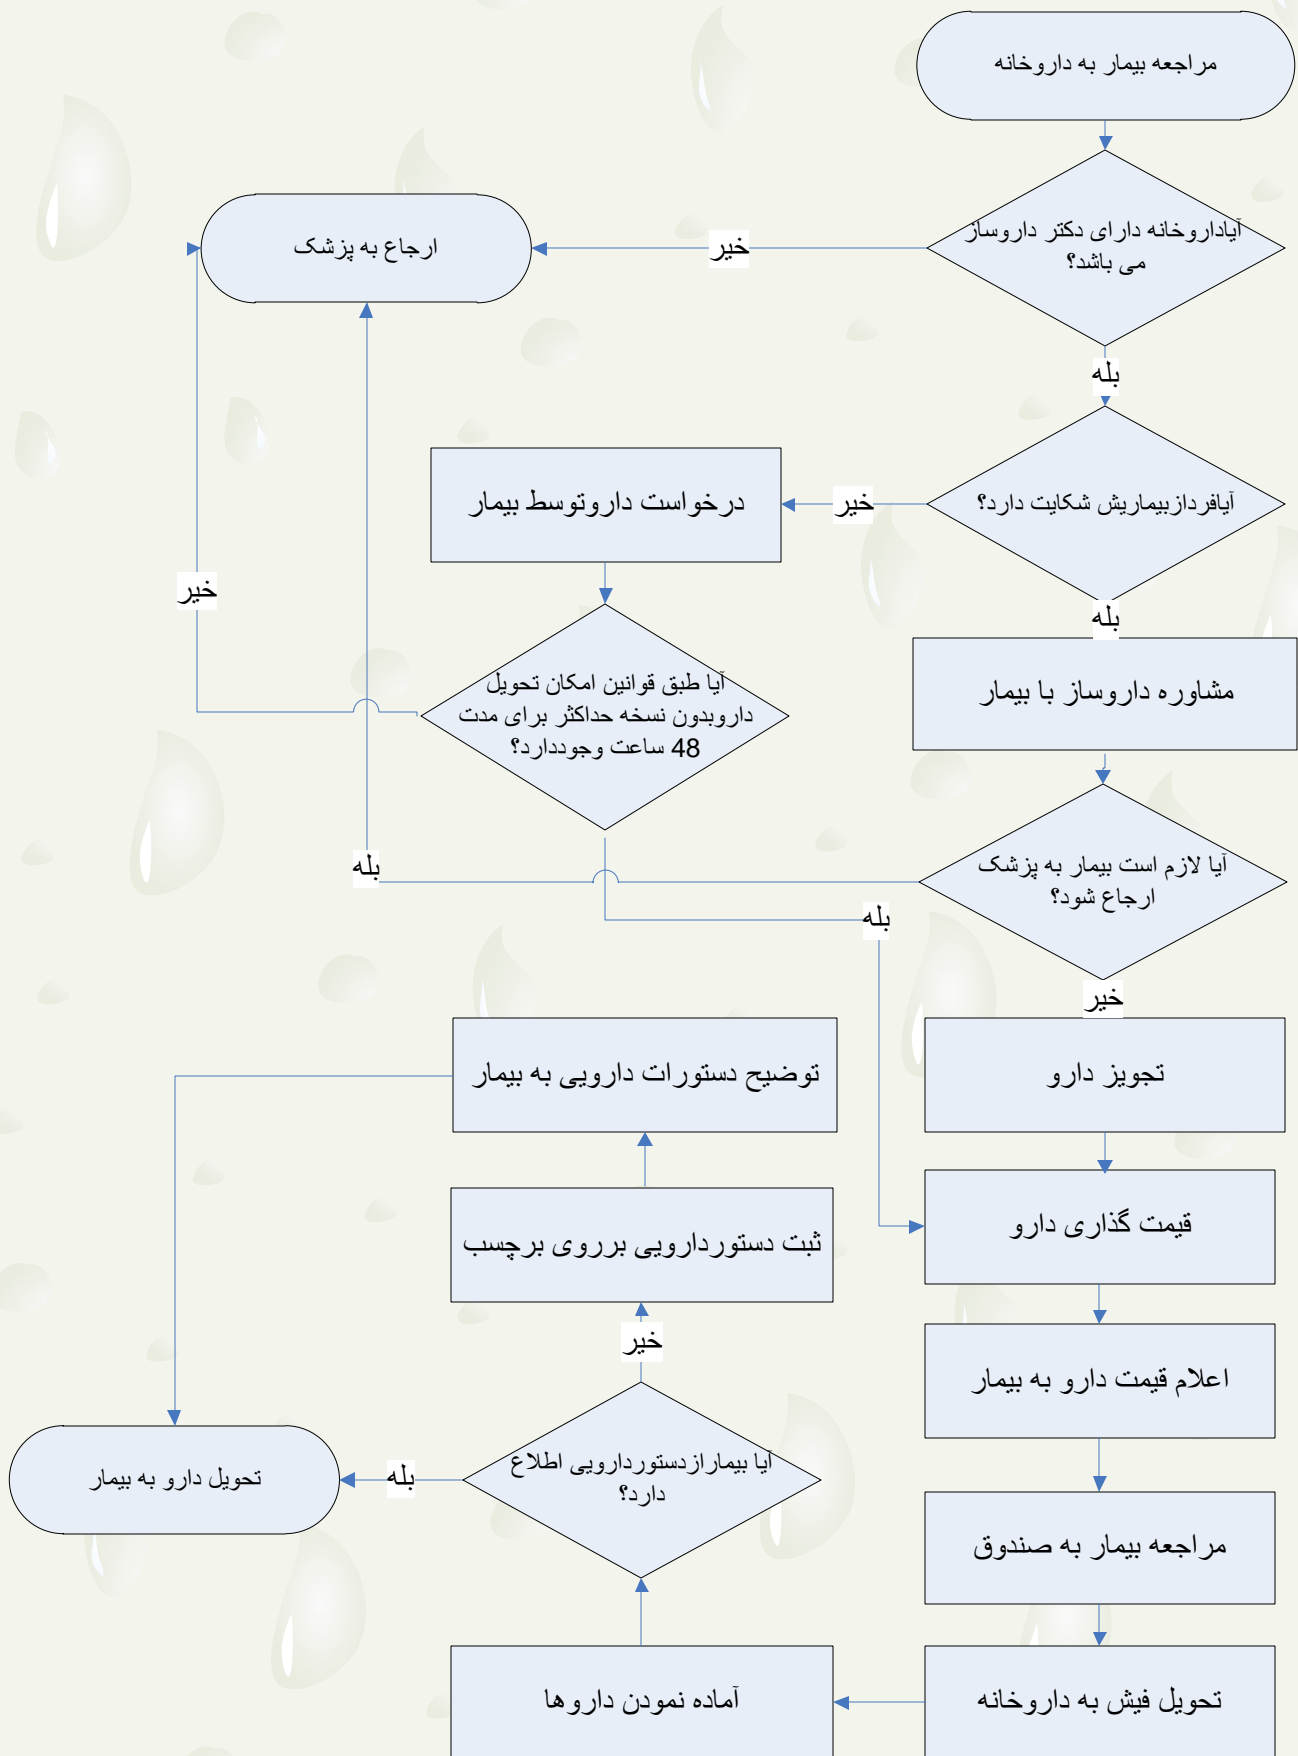 مراجعه بیمار به داروخانه
آیاداروخانه دارای دکتر داروساز
می باشد؟
خیر
ارجاع به پزشک
بله
آیافردازبیماریش شکایت دارد؟
خیر
درخواست داروتوسط بیمار
خیر
بله
آیا طبق قوانین امکان تحویل
داروبدون نسخه حداکثر برای مدت
48 ساعت وجوددارد؟
مشاوره داروساز با بیمار
آیا لازم است بیمار به پزشک
ارجاع شود؟
بله
بله
خیر
تجویز دارو
توضیح دستورات دارویی به بیمار
قیمت گذاری دارو
ثبت دستوردارویی برروی برچسب
خیر
اعلام قیمت دارو به بیمار
آیا بیمارازدستوردارویی اطلاع
دارد؟
بله
تحویل دارو به بیمار
مراجعه بیمار به صندوق
تحویل فیش به داروخانه
آماده نمودن داروها